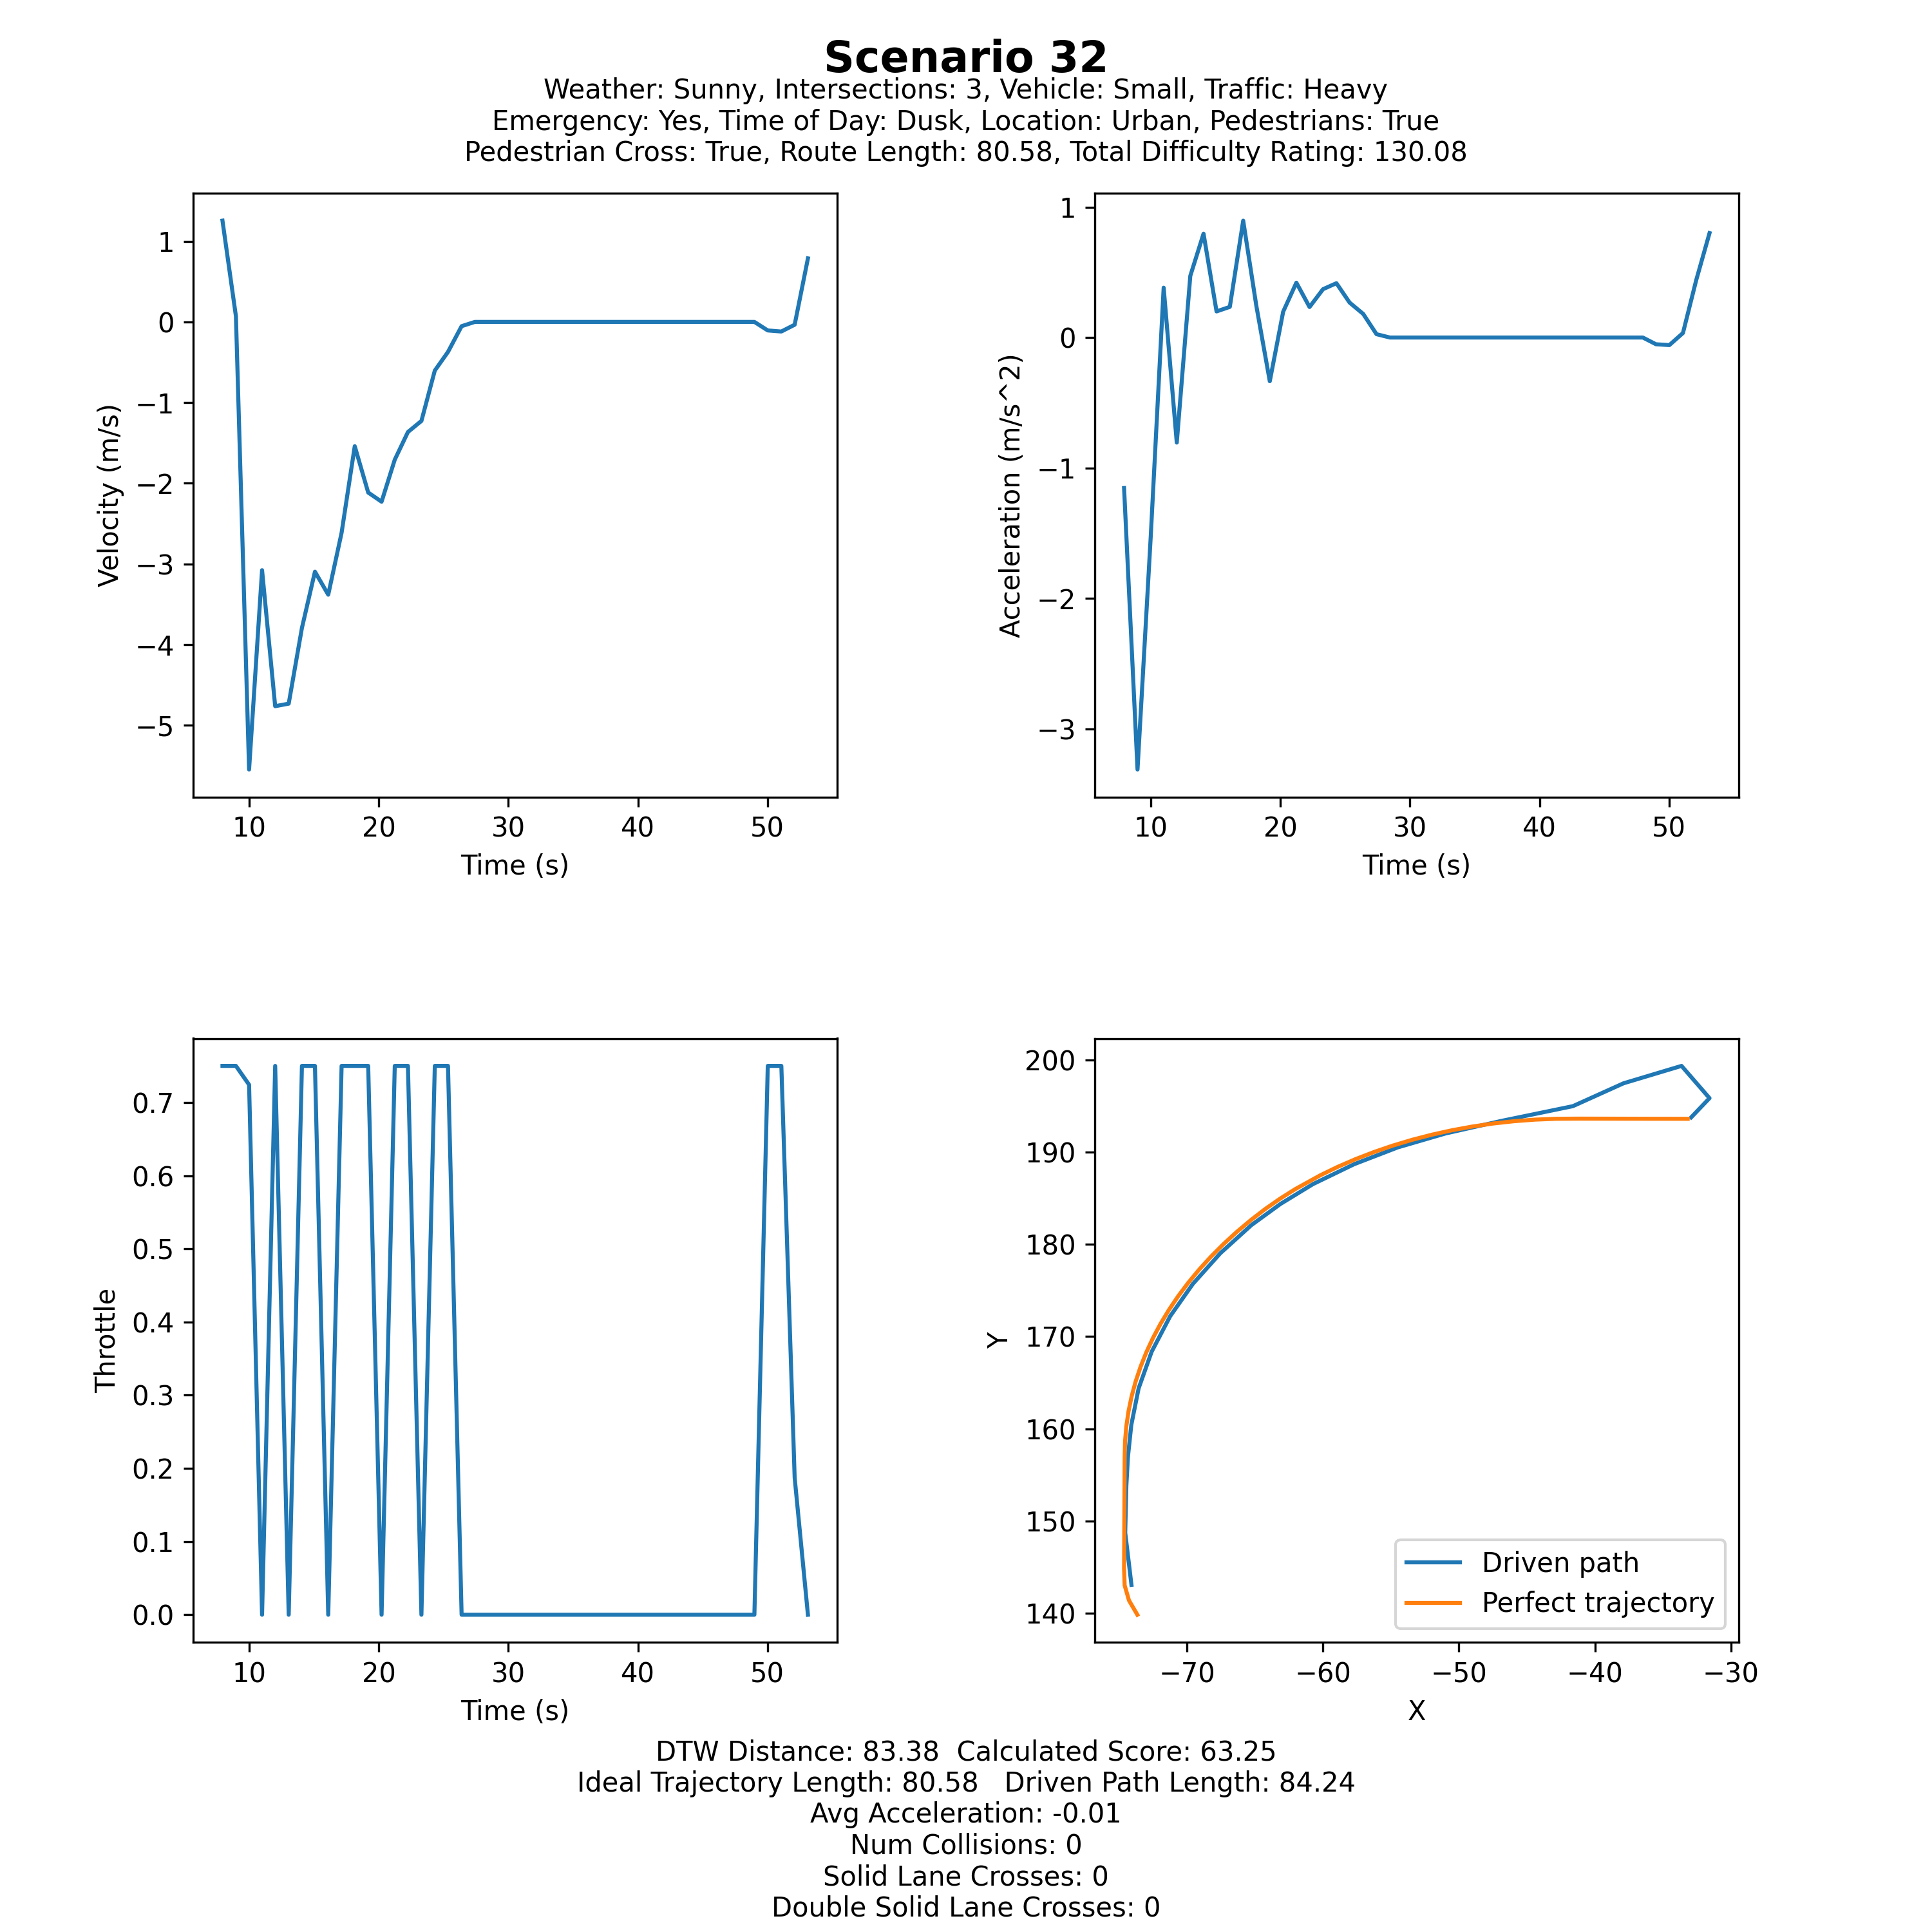 Scenario 32
Weather: Sunny, Intersections: 3, Vehicle: Small, Traffic: Heavy
Emergency: Yes, Time of Day: Dusk, Location: Urban, Pedestrians: True
Pedestrian Cross: True, Route Length: 80.58, Total Difficulty Rating: 130.08
Velocity (m/s)
1
0
−1
−2
−3
−4
−5
10 20 30 40 50
Time (s)
Acceleration (m/s^2)
1
0
−1
−2
−3
10 20 30 40 50
Time (s)
Throttle
0.7
0.6
0.5
0.4
0.3
0.2
0.1
0.0
10 20 30 40 50
Time (s)
Y
200
190
180
170
160
150
140
Driven path
Perfect trajectory
−70 −60 −50 −40 −30
X
DTW Distance: 83.38 Calculated Score: 63.25
Ideal Trajectory Length: 80.58 Driven Path Length: 84.24
Avg Acceleration: -0.01
Num Collisions: 0
Solid Lane Crosses: 0
Double Solid Lane Crosses: 0